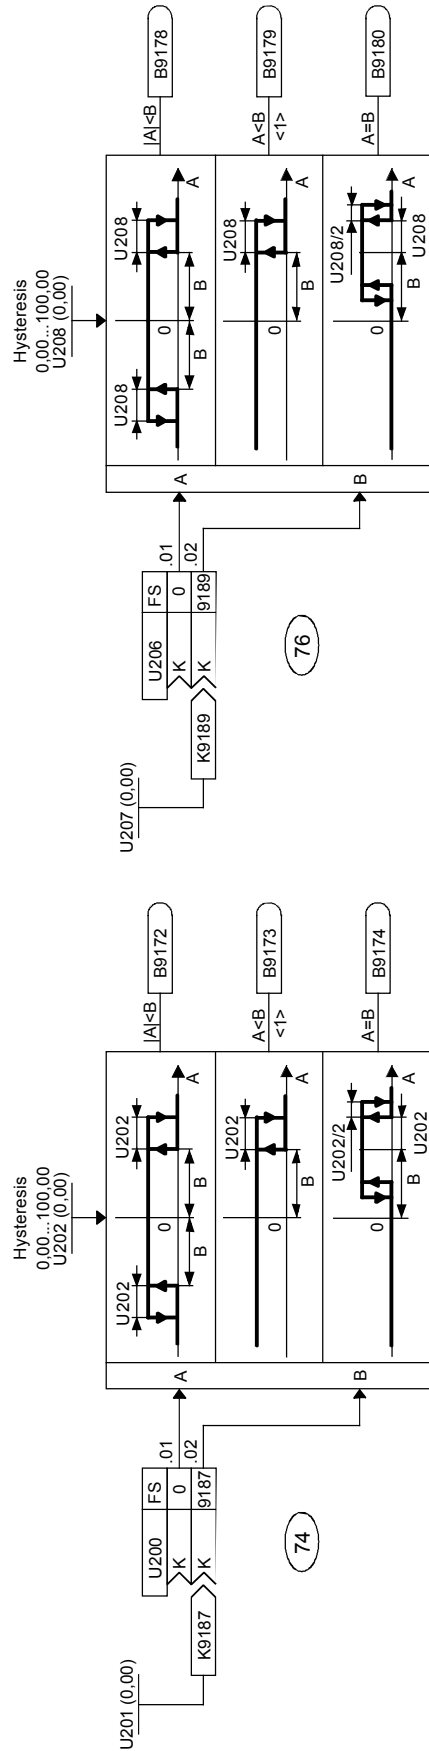 U201 (0,00)
K9187
U200 FS
K 0 .01
K 9187 .02
74
Hysteresis
0,00...100,00
U202 (0,00)
A
B
U202 U202
0 A
B B
|A|<B
B9172
U202
0 A
B
A<B
<1>
B9173
U202/2
0 A
B U202
A=B
B9174
U207 (0,00)
K9189
U206 FS
K 0 .01
K 9189 .02
76
Hysteresis
0,00...100,00
U208 (0,00)
A
B
U208 U208
0 A
B B
|A|<B
B9178
U208
0 A
B
A<B
<1>
B9179
U208/2
0 A
B U208
A=B
B9180